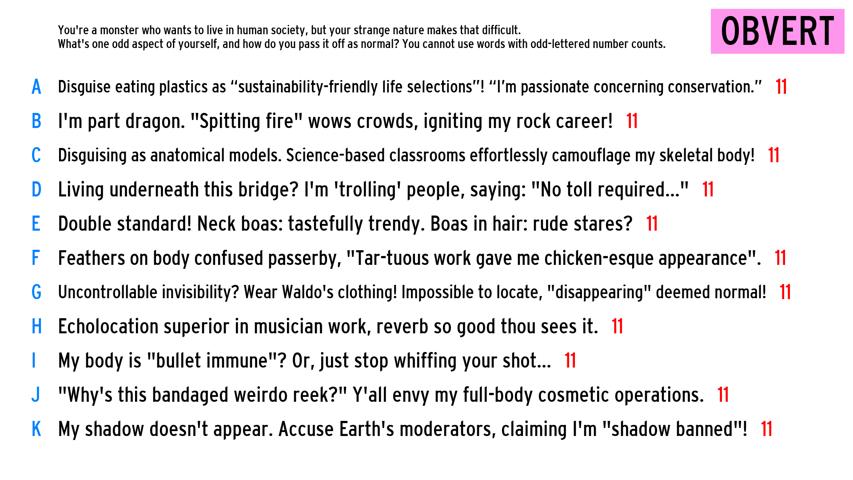 You're a monster who wants to live in human society, but your strange nature makes that difficult.
What's one odd aspect of yourself, and how do you pass it off as normal? You cannot use words with odd-lettered number counts.
OBVERT
A Disguise eating plastics as “sustainability-friendly life selections”! “I’m passionate concerning conservation.” 11
B I'm part dragon. "Spitting fire" wows crowds, igniting my rock career! 11
C Disguising as anatomical models. Science-based classrooms effortlessly camouflage my skeletal body! 11
D Living underneath this bridge? I'm 'trolling' people, saying: "No toll required..." 11
E Double standard! Neck boas: tastefully trendy. Boas in hair: rude stares? 11
F Feathers on body confused passerby, "Tar-tuous work gave me chicken-esque appearance". 11
G Uncontrollable invisibility? Wear Waldo's clothing! Impossible to locate, "disappearing" deemed normal! 11
H Echolocation superior in musician work, reverb so good thou sees it. 11
I My body is "bullet immune"? Or, just stop whiffing your shot... 11
J "Why's this bandaged weirdo reek?" Y'all envy my full-body cosmetic operations. 11
K My shadow doesn't appear. Accuse Earth's moderators, claiming I'm "shadow banned"! 11